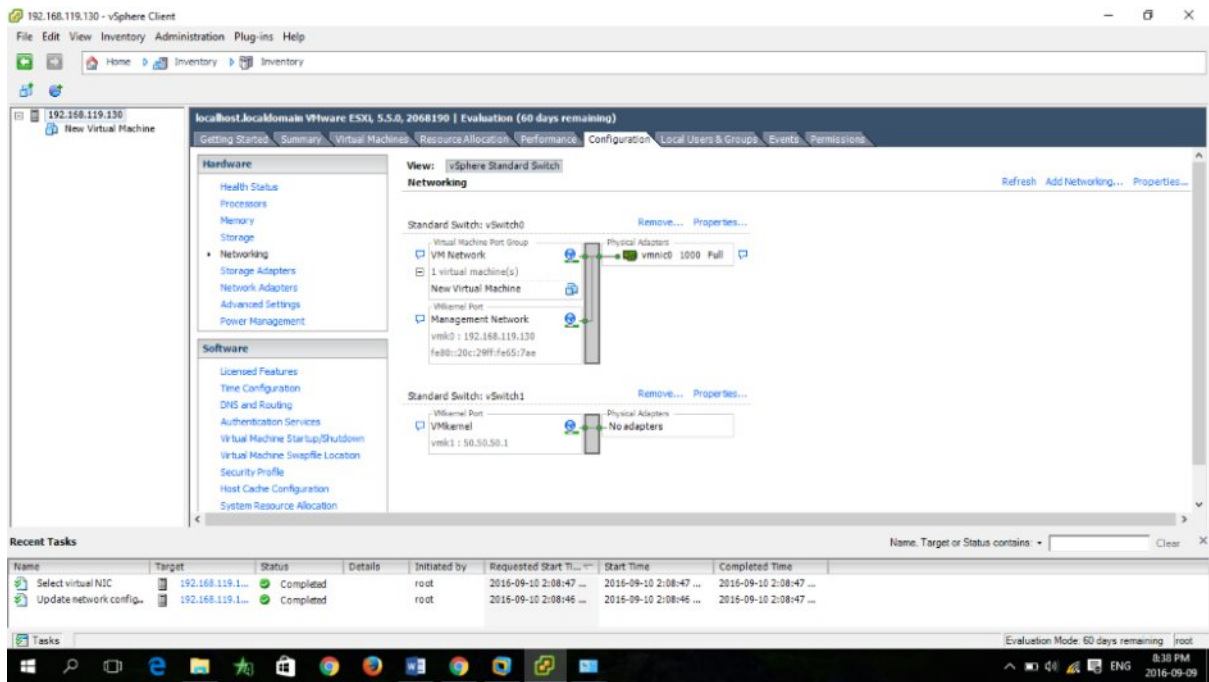 192.168.119.130 - vSphere Client
File Edit View Inventory Administration Plug-ins Help
Home Inventory Inventory
192.168.119.130
New Virtual Machine
localhost.localdomain VMware ESXi, 5.5.0, 2068190 | Evaluation (60 days remaining)
Getting Started Summary Virtual Machines Resource Allocation Performance Configuration Local Users & Groups Events Permissions
Hardware
Health Status
Processors
Memory
Storage
Networking
Storage Adapters
Network Adapters
Advanced Settings
Power Management
Software
Licensed Features
Time Configuration
DNS and Routing
Authentication Services
Virtual Machine Startup/Shutdown
Virtual Machine Swapfile Location
Security Profile
Host Cache Configuration
System Resource Allocation
View: vSphere Standard Switch
Networking
Refresh Add Networking... Properties...
Standard Switch: vSwitch0 Remove... Properties...
Virtual Machine Port Group Physical Adapters
VM Network vmnic0 1000 Full
1 virtual machine(s)
New Virtual Machine
VMkernel Port
Management Network
vmk0 : 192.168.119.130
fe80::20c:29ff:fe65:7ae
Standard Switch: vSwitch1 Remove... Properties...
VMkernel Port Physical Adapters
VMkernel No adapters
vmk1 : 50.50.50.1
Recent Tasks
Name, Target or Status contains: Clear
Name Target Status Details Initiated by Requested Start Ti... Start Time Completed Time
Select virtual NIC 192.168.119.1... Completed root 2016-09-10 2:08:47 ... 2016-09-10 2:08:47 ... 2016-09-10 2:08:47 ...
Update network config... 192.168.119.1... Completed root 2016-09-10 2:08:46 ... 2016-09-10 2:08:46 ... 2016-09-10 2:08:47 ...
Tasks Evaluation Mode: 60 days remaining root
ENG 8:38 PM
2016-09-09